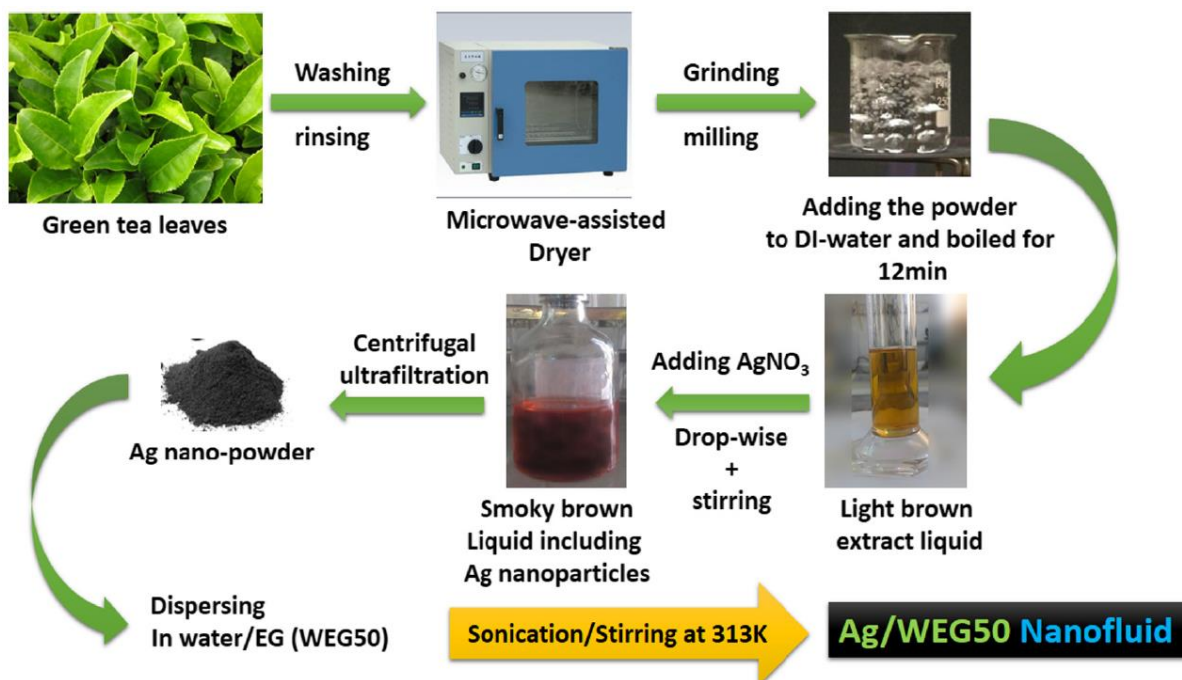 Green tea leaves
Washing
rinsing
Microwave-assisted
Dryer
Grinding
milling
Adding the powder
to DI-water and boiled for
12min
Light brown
extract liquid
Adding AgNO₃
Drop-wise
+
stirring
Smoky brown
Liquid including
Ag nanoparticles
Centrifugal
ultrafiltration
Ag nano-powder
Dispersing
In water/EG (WEG50)
Sonication/Stirring at 313K
Ag/WEG50 Nanofluid